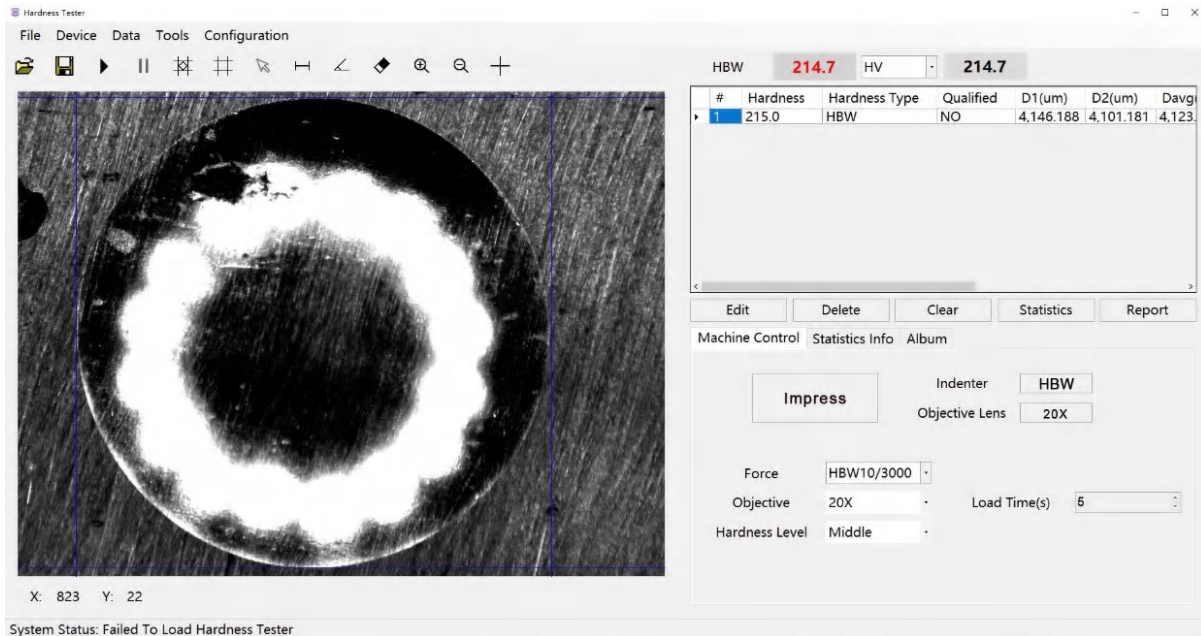 Hardness Tester
File Device Data Tools Configuration
HBW 214.7 HV 214.7
# Hardness Hardness Type Qualified D1(um) D2(um) Davg(
1 215.0 HBW NO 4,146.188 4,101.181 4,123.
Edit Delete Clear Statistics Report
Machine Control Statistics Info Album
Impress
Indenter HBW
Objective Lens 20X
Force HBW10/3000
Objective 20X Load Time(s) 5
Hardness Level Middle
X: 823 Y: 22
System Status: Failed To Load Hardness Tester